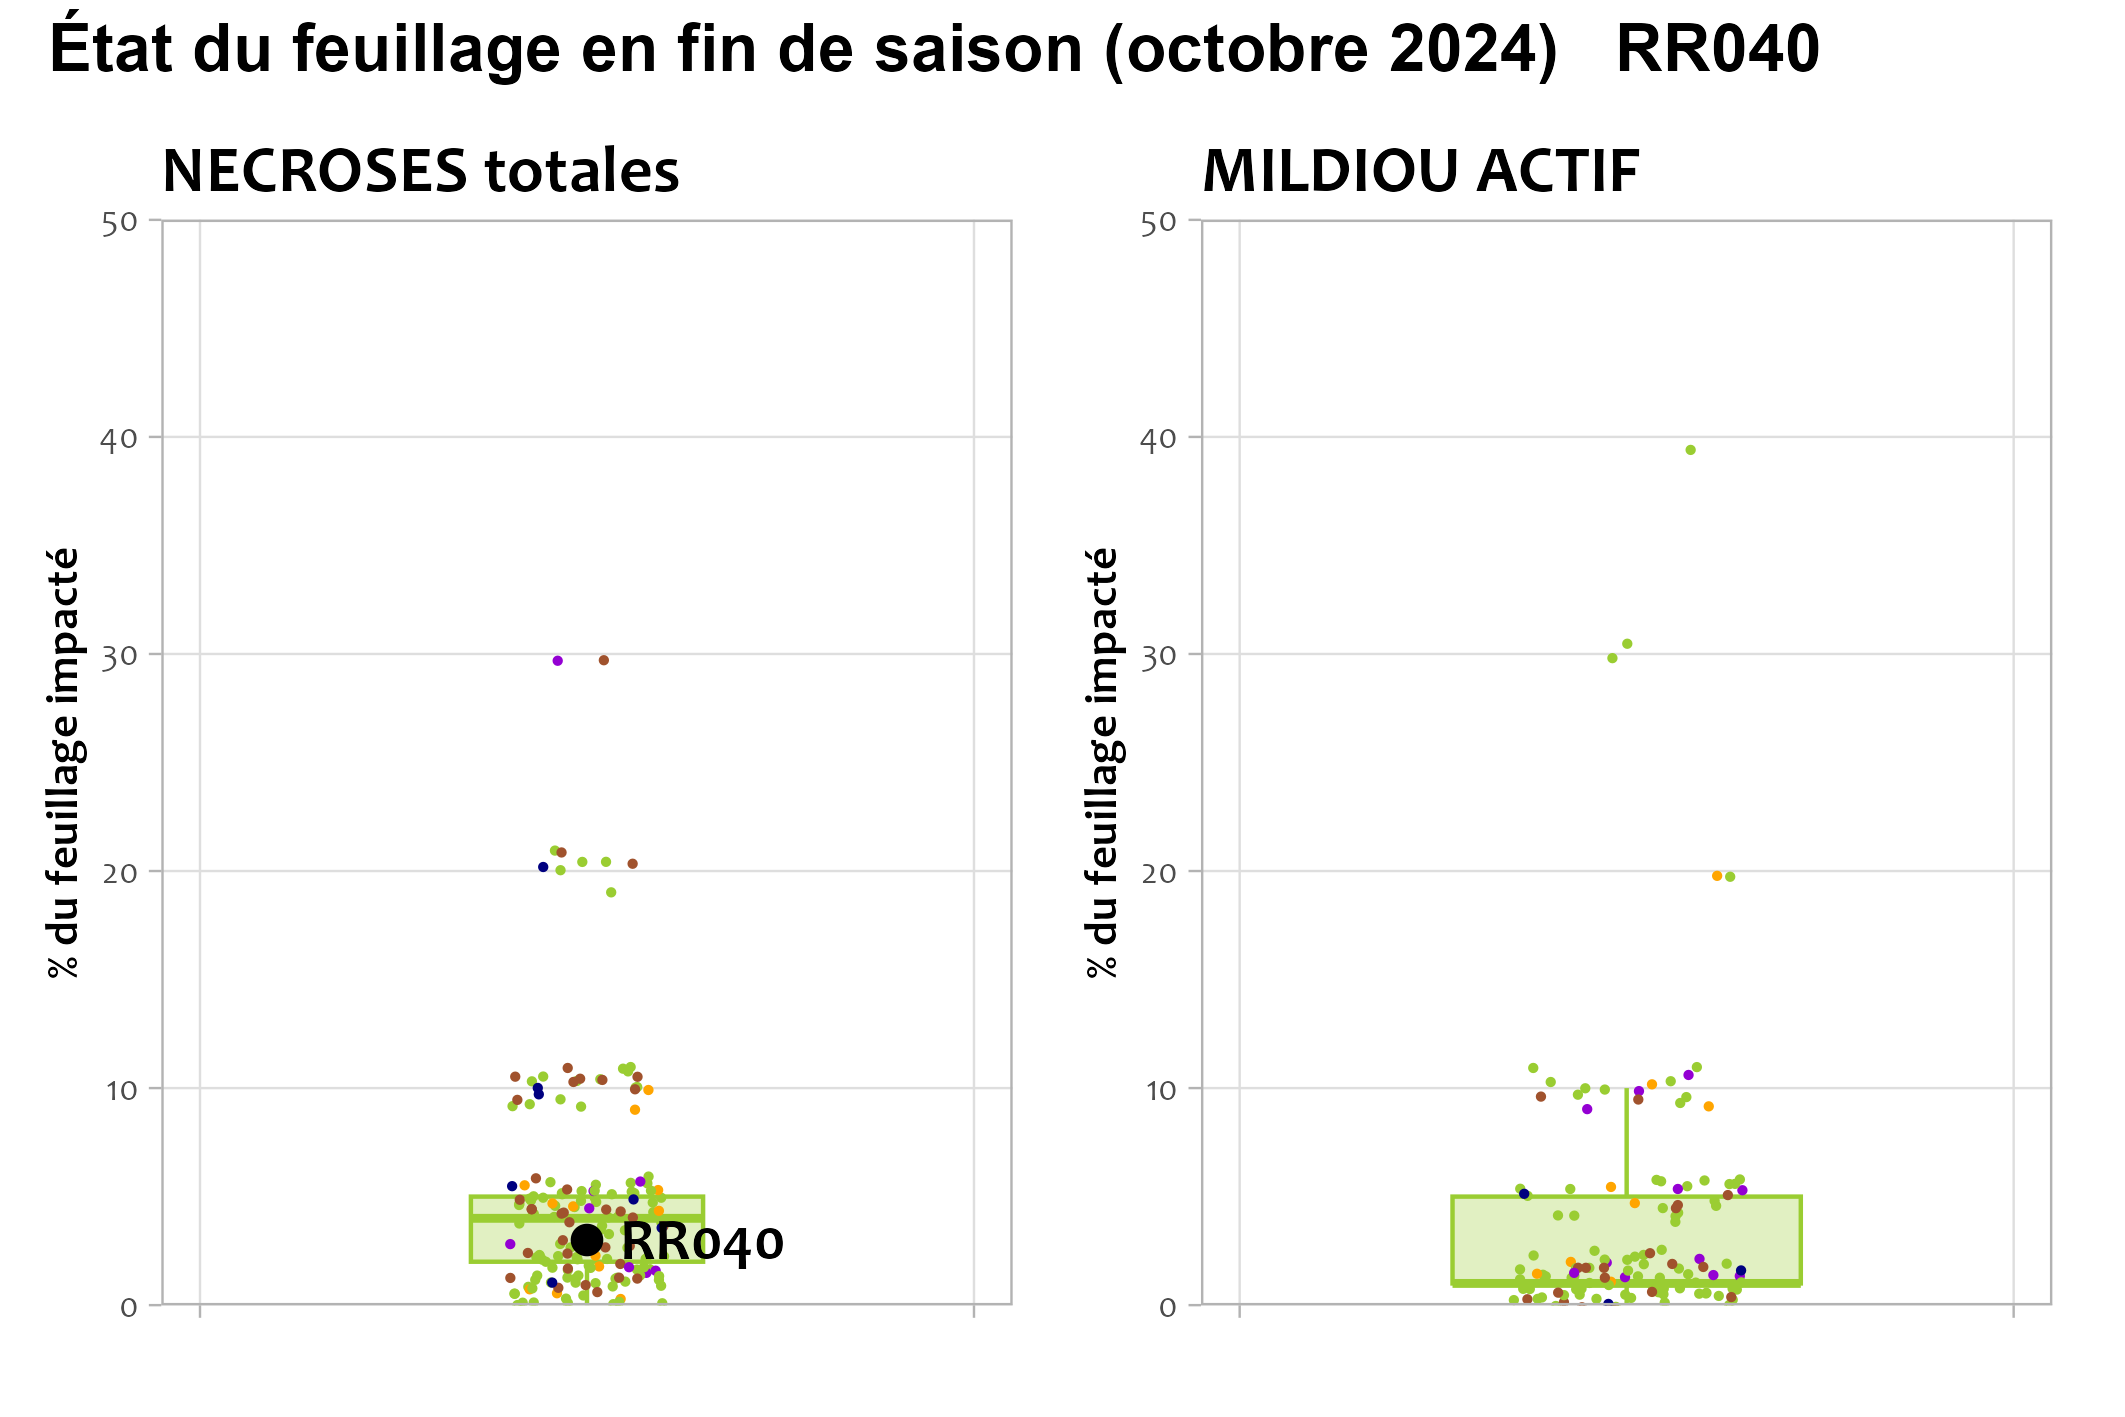 État du feuillage en fin de saison (octobre 2024) RR040
NECROSES totales
% du feuillage impacté
50
40
30
20
10
0
RR040
MILDIOU ACTIF
% du feuillage impacté
50
40
30
20
10
0